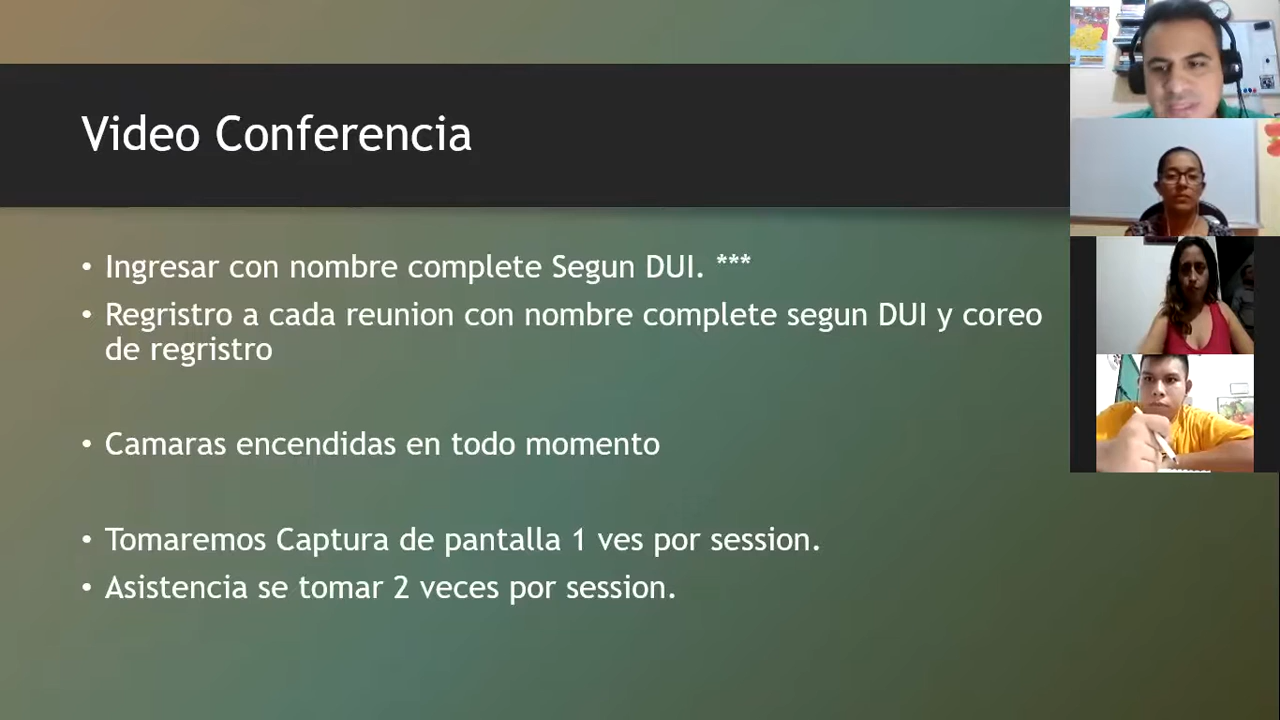 Video Conferencia
• Ingresar con nombre complete Segun DUI. ***
• Regristro a cada reunion con nombre complete segun DUI y coreo
de regristro
• Camaras encendidas en todo momento
• Tomaremos Captura de pantalla 1 ves por session.
• Asistencia se tomar 2 veces por session.